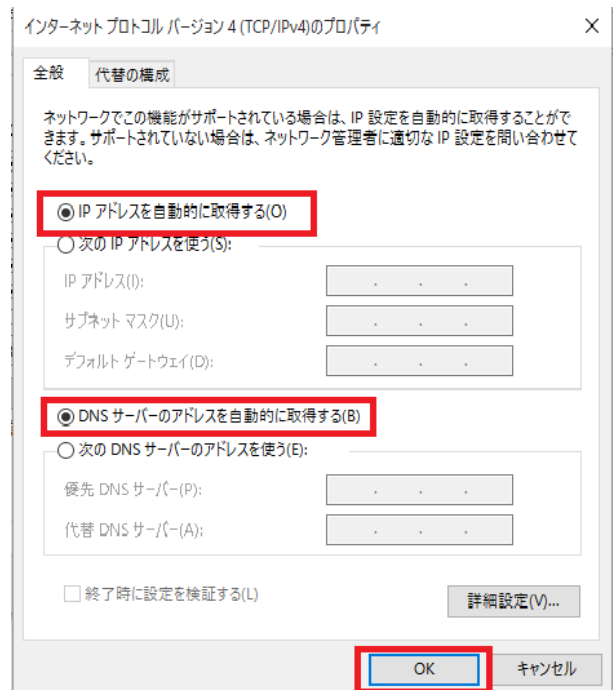 インターネット プロトコル バージョン 4 (TCP/IPv4)のプロパティ
全般
代替の構成
ネットワークでこの機能がサポートされている場合は、IP 設定を自動的に取得することがで
きます。サポートされていない場合は、ネットワーク管理者に適切な IP 設定を問い合わせて
ください。
IP アドレスを自動的に取得する(O)
次の IP アドレスを使う(S):
IP アドレス(I):
サブネット マスク(U):
デフォルト ゲートウェイ(D):
DNS サーバーのアドレスを自動的に取得する(B)
次の DNS サーバーのアドレスを使う(E):
優先 DNS サーバー(P):
代替 DNS サーバー(A):
終了時に設定を検証する(L)
詳細設定(V)...
OK
キャンセル